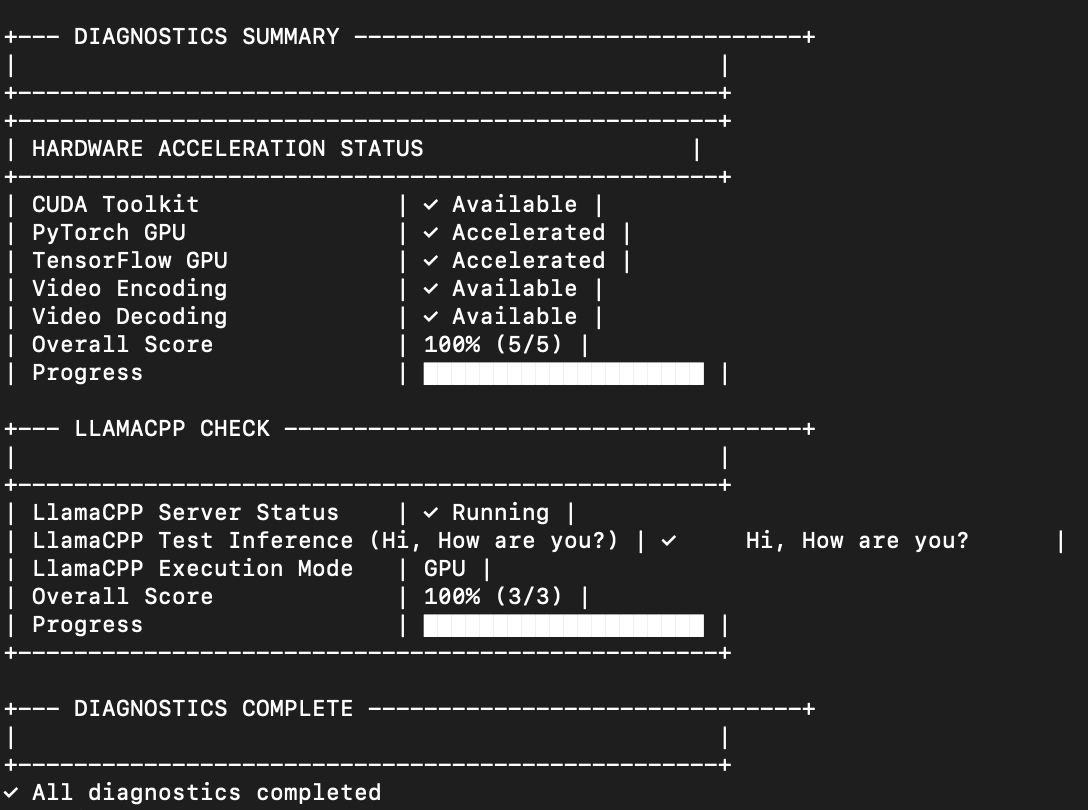 +--- DIAGNOSTICS SUMMARY --------------------------------+
|                                                   |
+--------------------------------------------------+
+--------------------------------------------------+
| HARDWARE ACCELERATION STATUS                   |
+--------------------------------------------------+
| CUDA Toolkit              | ✓ Available |
| PyTorch GPU               | ✓ Accelerated |
| TensorFlow GPU            | ✓ Accelerated |
| Video Encoding            | ✓ Available |
| Video Decoding            | ✓ Available |
| Overall Score             | 100% (5/5) |
| Progress                  | ████████████████████ |
+--- LLAMACPP CHECK -------------------------------------+
|                                                   |
+--------------------------------------------------+
| LlamaCPP Server Status    | ✓ Running |
| LlamaCPP Test Inference (Hi, How are you?) | ✓     Hi, How are you?      |
| LlamaCPP Execution Mode   | GPU |
| Overall Score             | 100% (3/3) |
| Progress                  | ████████████████████ |
+--------------------------------------------------+
+--- DIAGNOSTICS COMPLETE -------------------------------+
|                                                   |
+--------------------------------------------------+
✓ All diagnostics completed